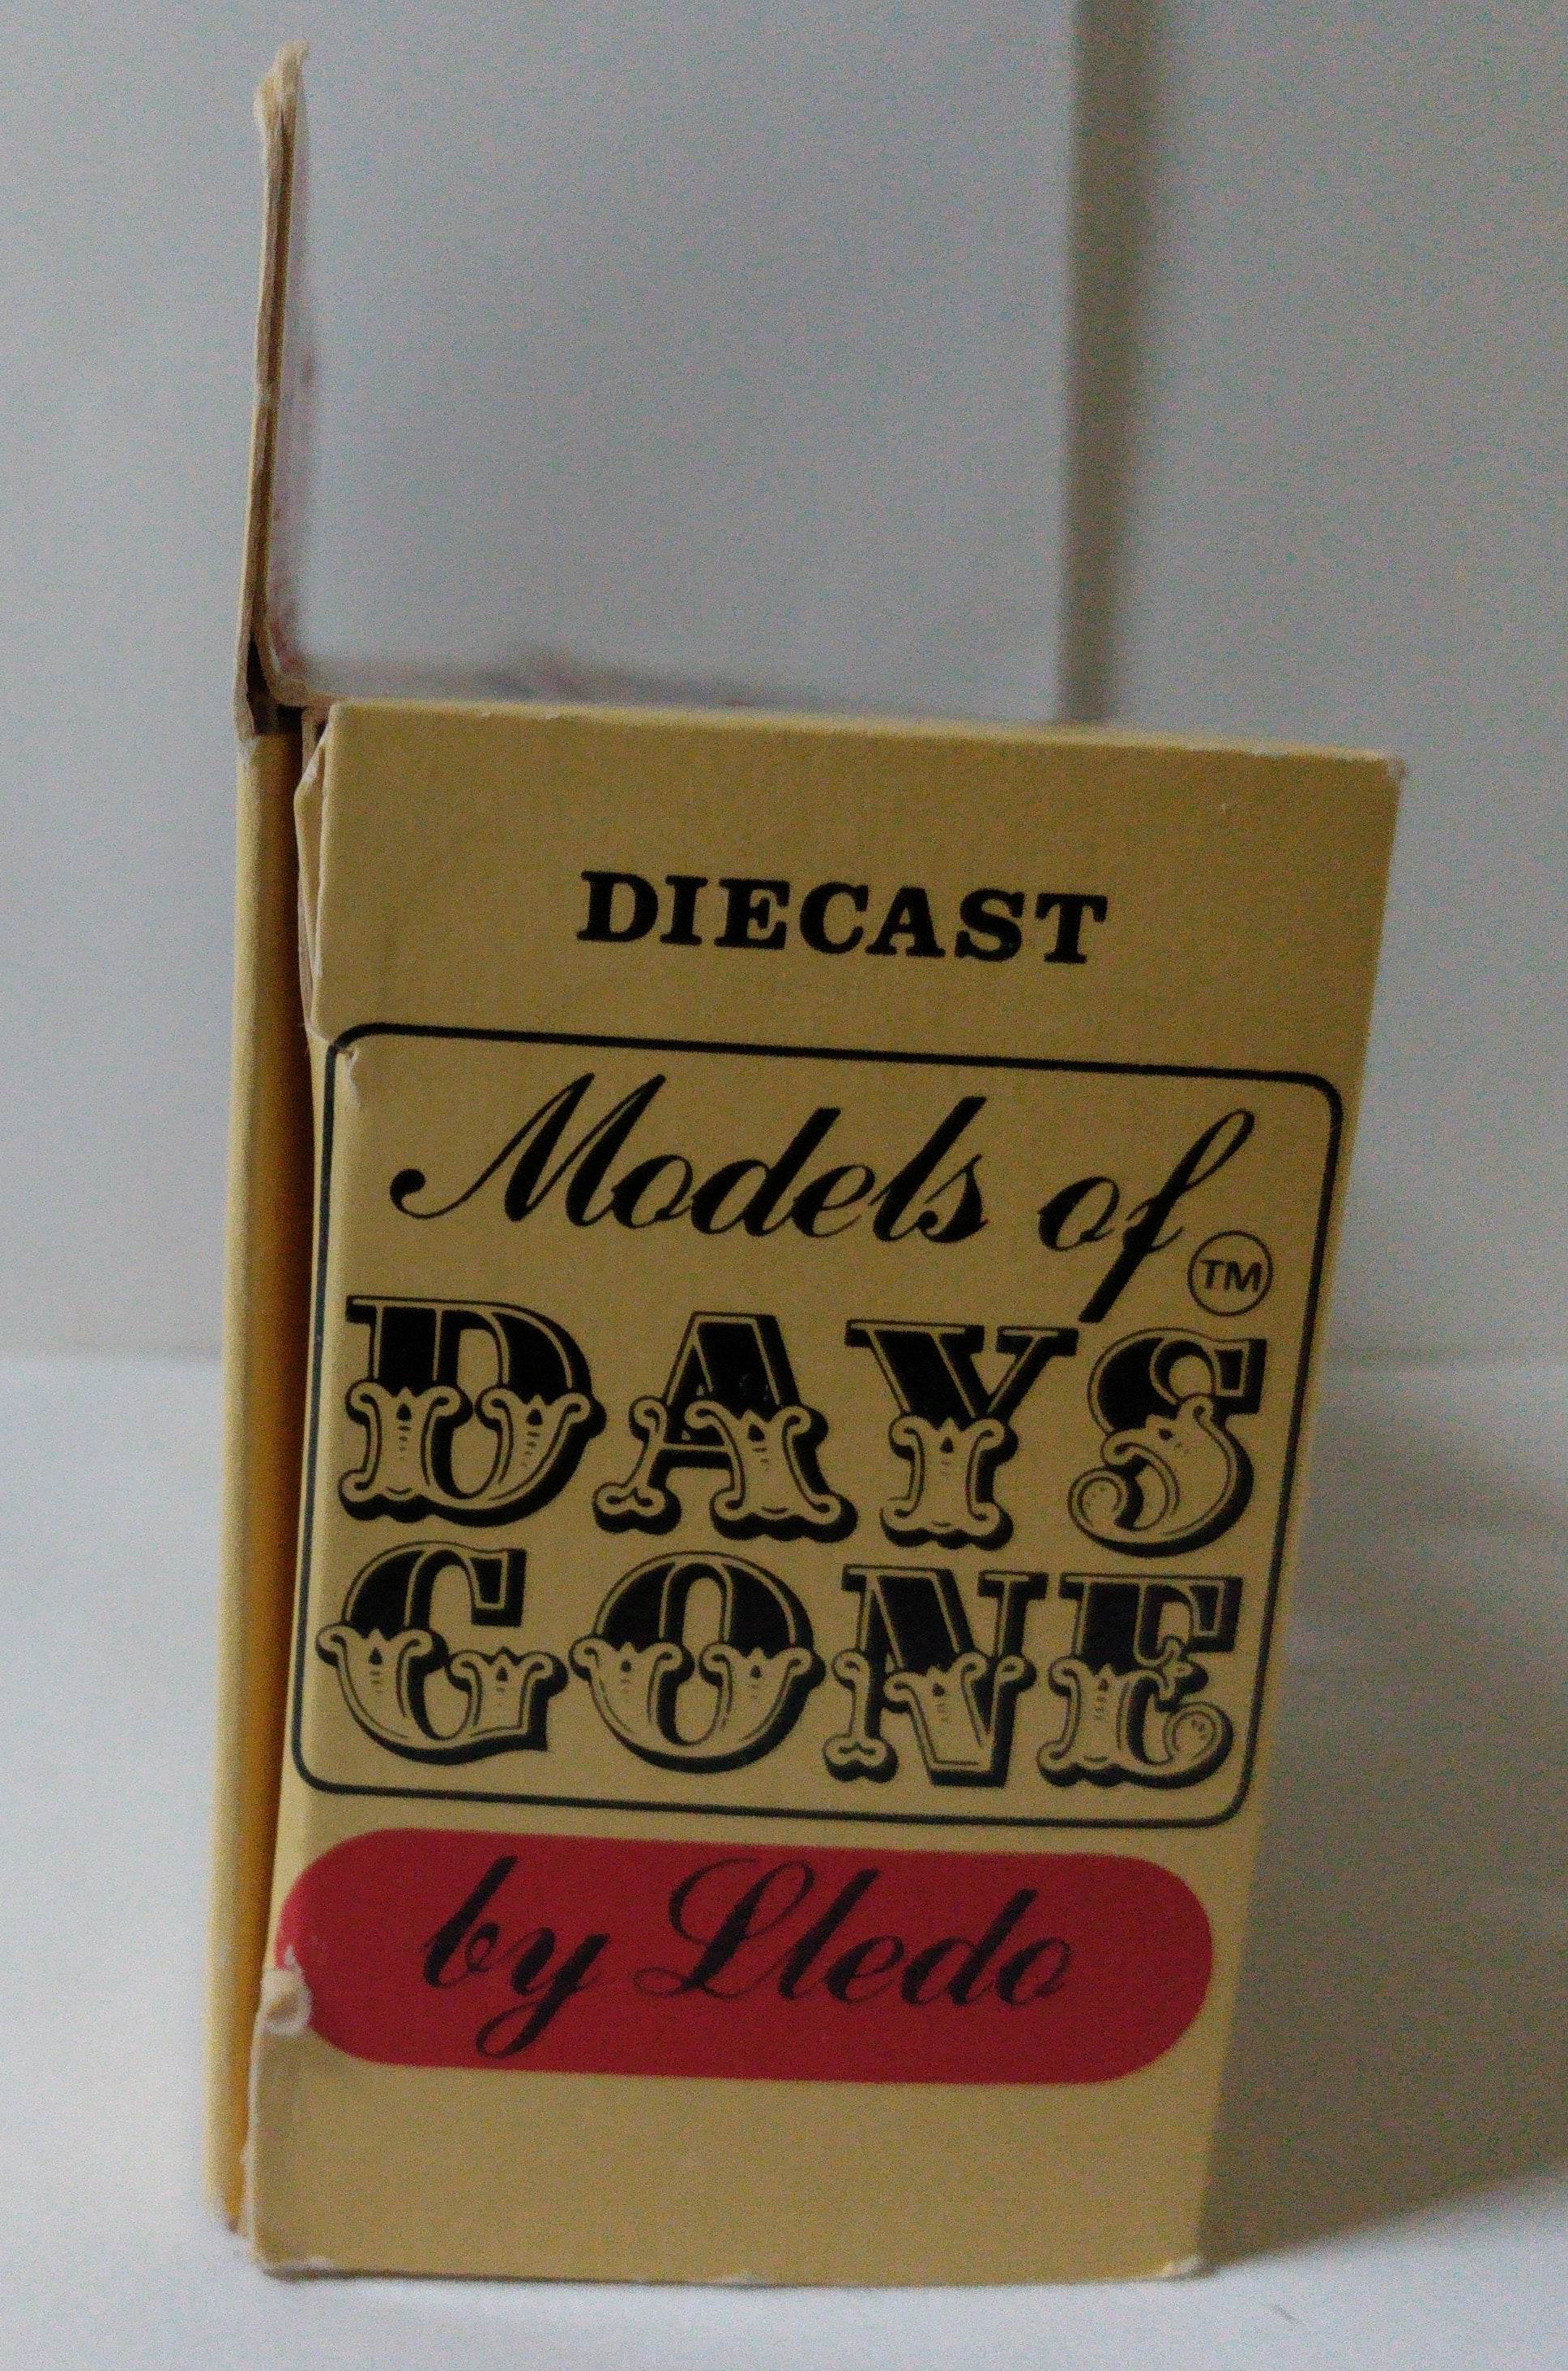 DIECAST
Models of
TM
DAYS
GONE
by Lledo